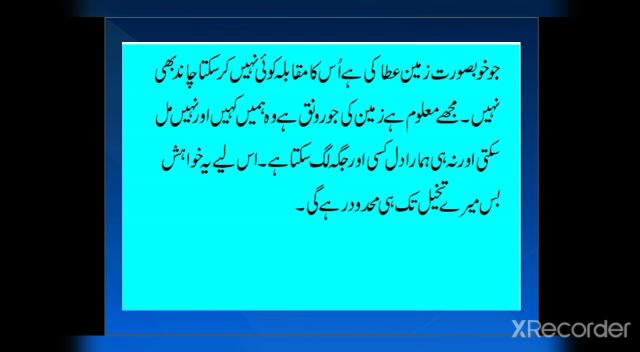 جو خوبصورت زمین عطا کی ہے اُس کا مقابلہ کوئی نہیں کر سکتا چاند بھی
نہیں ۔ مجھے معلوم ہے زمین کی جو رونق ہے وہ ہمیں کہیں اور نہیں مل
سکتی اور نہ ہی ہمارا دل کسی اور جگہ لگ سکتا ہے۔ اس لیے یہ خواہش
بس میرے تخیل تک ہی محدود رہے گی ۔
XRecorder